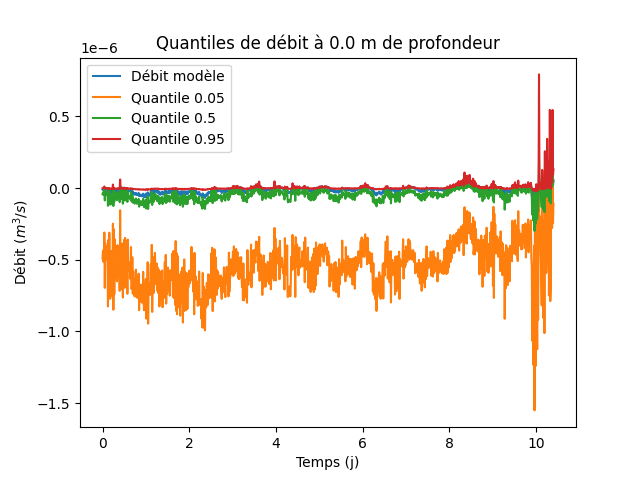 Quantiles de débit à 0.0 m de profondeur
1e−6
Débit modèle
Quantile 0.05
Quantile 0.5
Quantile 0.95
0.5
0.0
−0.5
−1.0
−1.5
Débit (m³/s)
0 2 4 6 8 10
Temps (j)